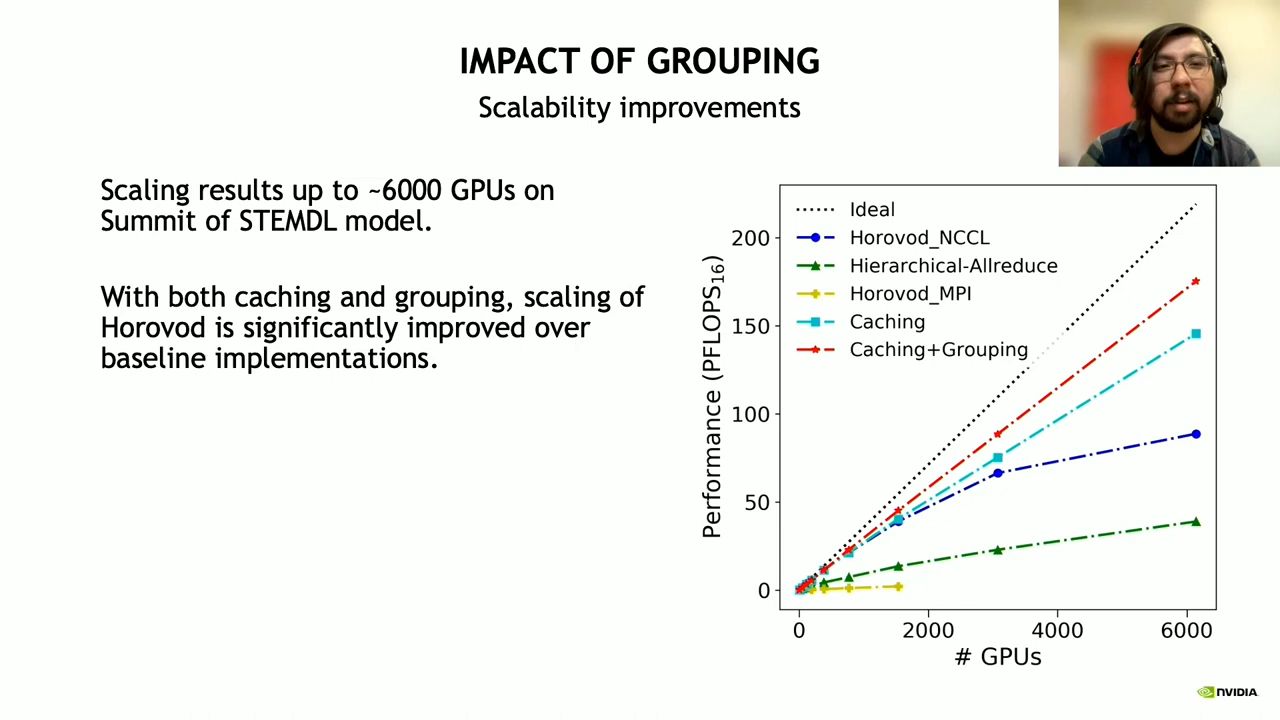 IMPACT OF GROUPING
Scalability improvements
Scaling results up to ~6000 GPUs on
Summit of STEMDL model.
With both caching and grouping, scaling of
Horovod is significantly improved over
baseline implementations.
Ideal
Horovod_NCCL
Hierarchical-Allreduce
Horovod_MPI
Caching
Caching+Grouping
Performance (PFLOPS₁₆)
200
150
100
50
0
0 2000 4000 6000
# GPUs
NVIDIA